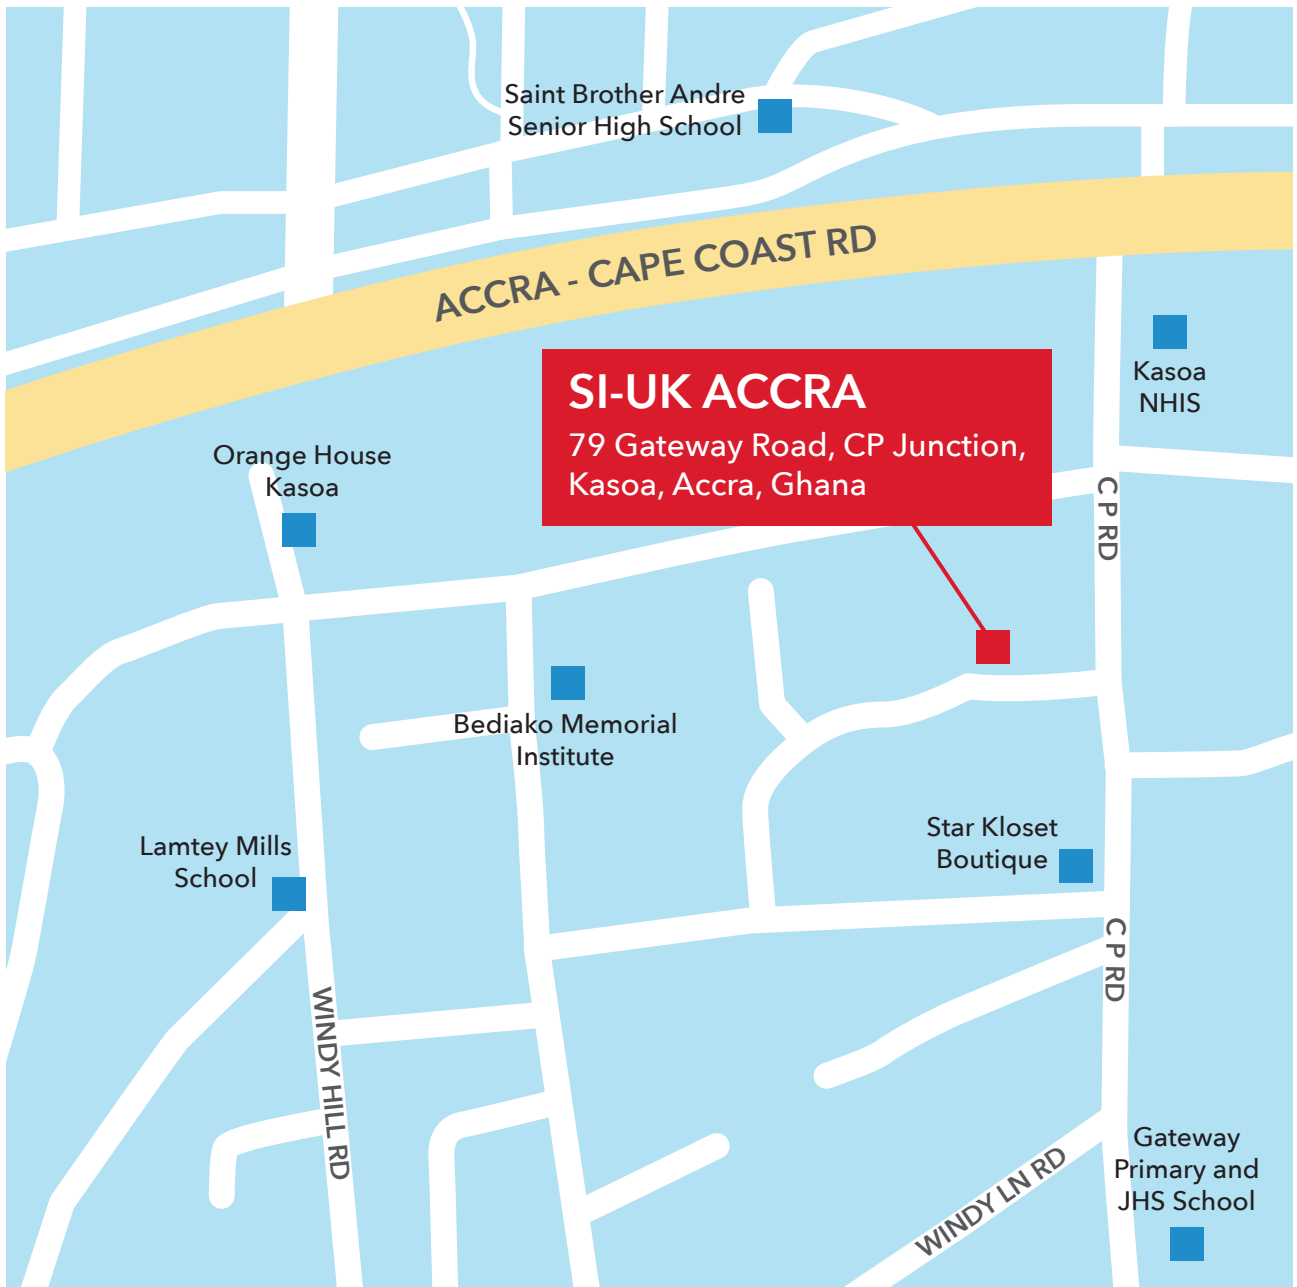 Saint Brother Andre
Senior High School
ACCRA - CAPE COAST RD
SI-UK ACCRA
79 Gateway Road, CP Junction,
Kasoa, Accra, Ghana
Kasoa
NHIS
Orange House
Kasoa
C P RD
Bediako Memorial
Institute
Star Kloset
Boutique
Lamtey Mills
School
C P RD
WINDY HILL RD
Gateway
Primary and
JHS School
WINDY LN RD